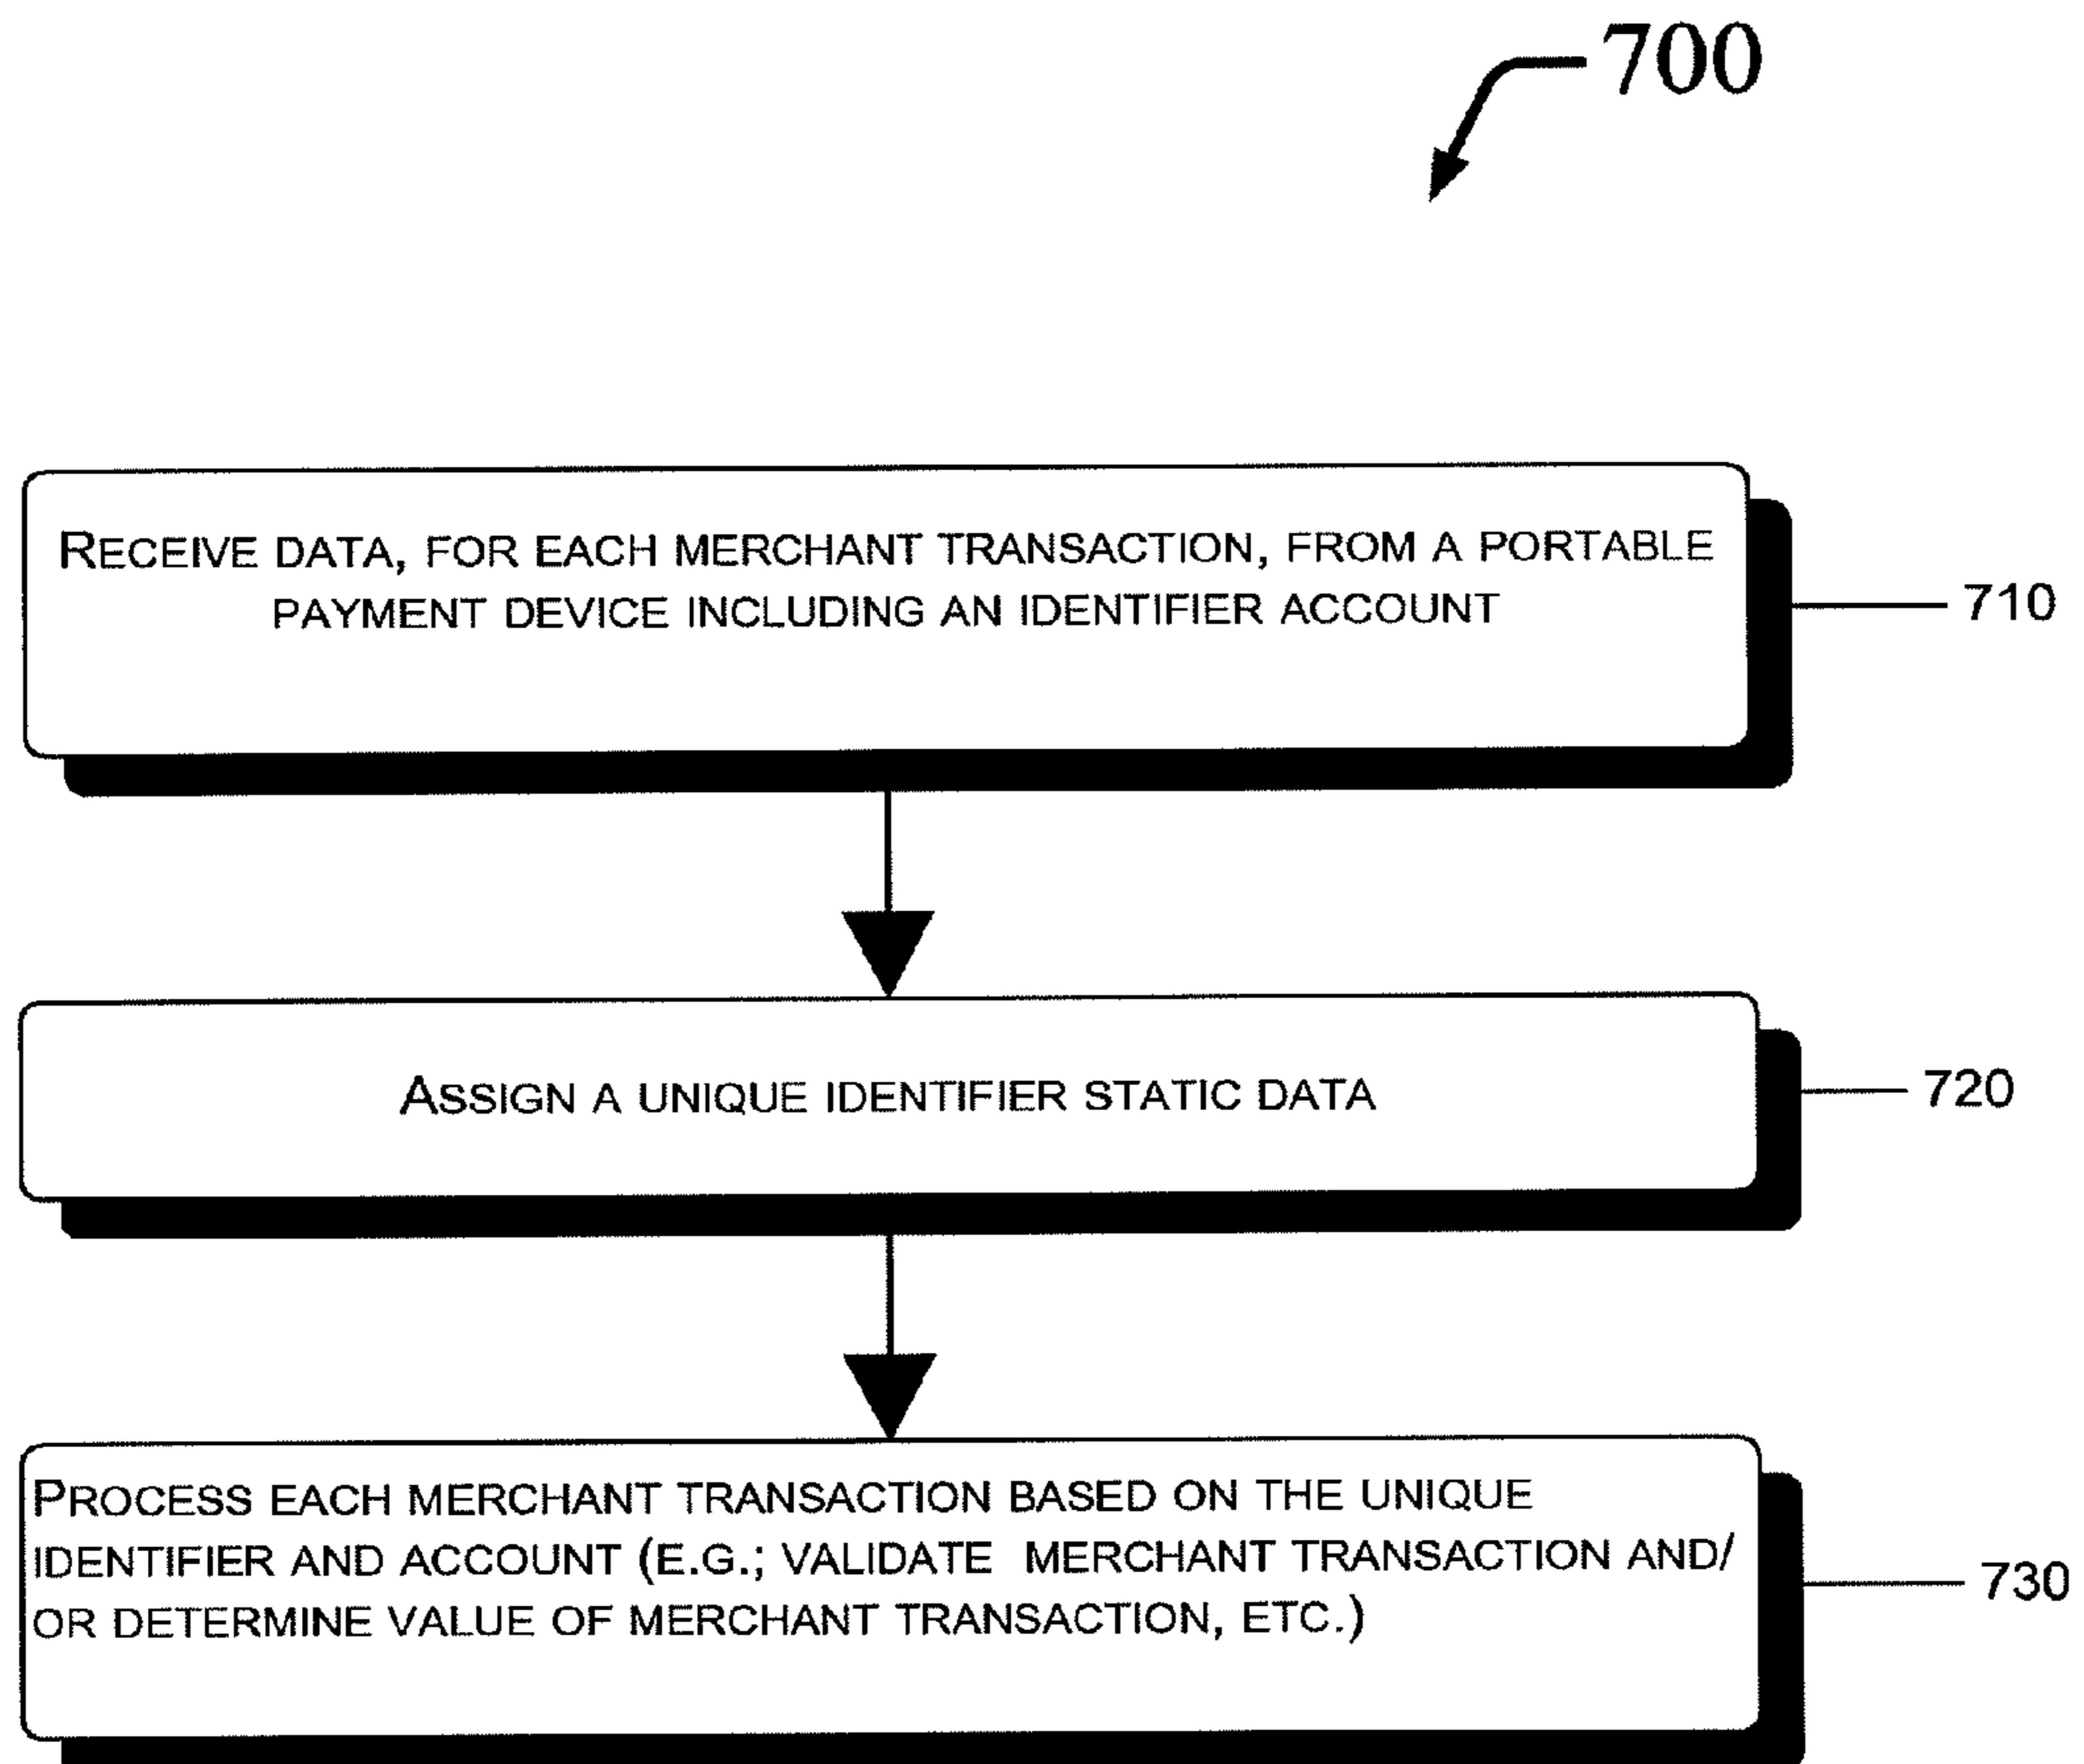 700
RECEIVE DATA, FOR EACH MERCHANT TRANSACTION, FROM A PORTABLE
PAYMENT DEVICE INCLUDING AN IDENTIFIER ACCOUNT
710
ASSIGN A UNIQUE IDENTIFIER STATIC DATA
720
PROCESS EACH MERCHANT TRANSACTION BASED ON THE UNIQUE
IDENTIFIER AND ACCOUNT (E.G.; VALIDATE MERCHANT TRANSACTION AND/
OR DETERMINE VALUE OF MERCHANT TRANSACTION, ETC.)
730